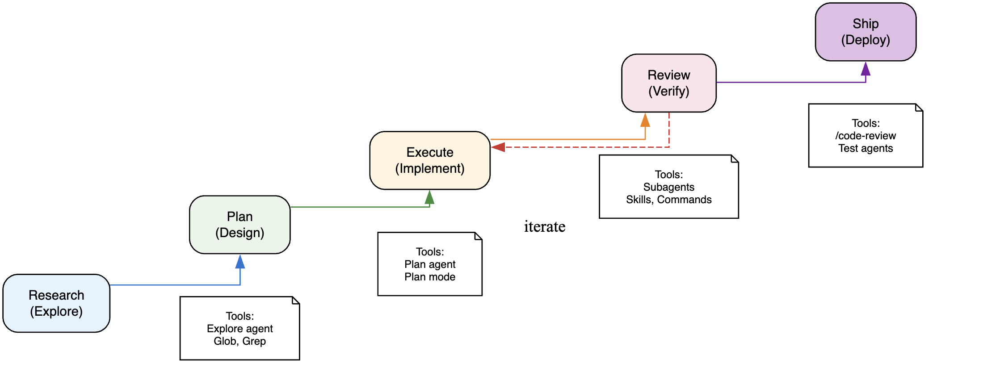 Ship
(Deploy)
Review
(Verify)
Tools:
/code-review
Test agents
Execute
(Implement)
Tools:
Subagents
Skills, Commands
Plan
(Design)
iterate
Tools:
Plan agent
Plan mode
Research
(Explore)
Tools:
Explore agent
Glob, Grep